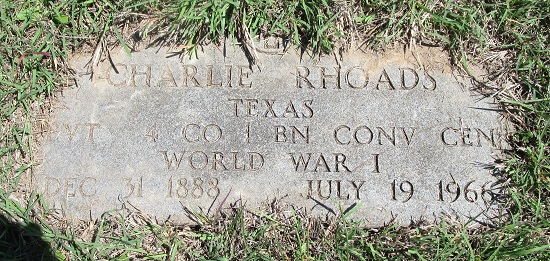 CHARLIE RHOADS
TEXAS
PVT 4 CO 1 BN CONV CEN
WORLD WAR I
DEC 31 1888 JULY 19 1966